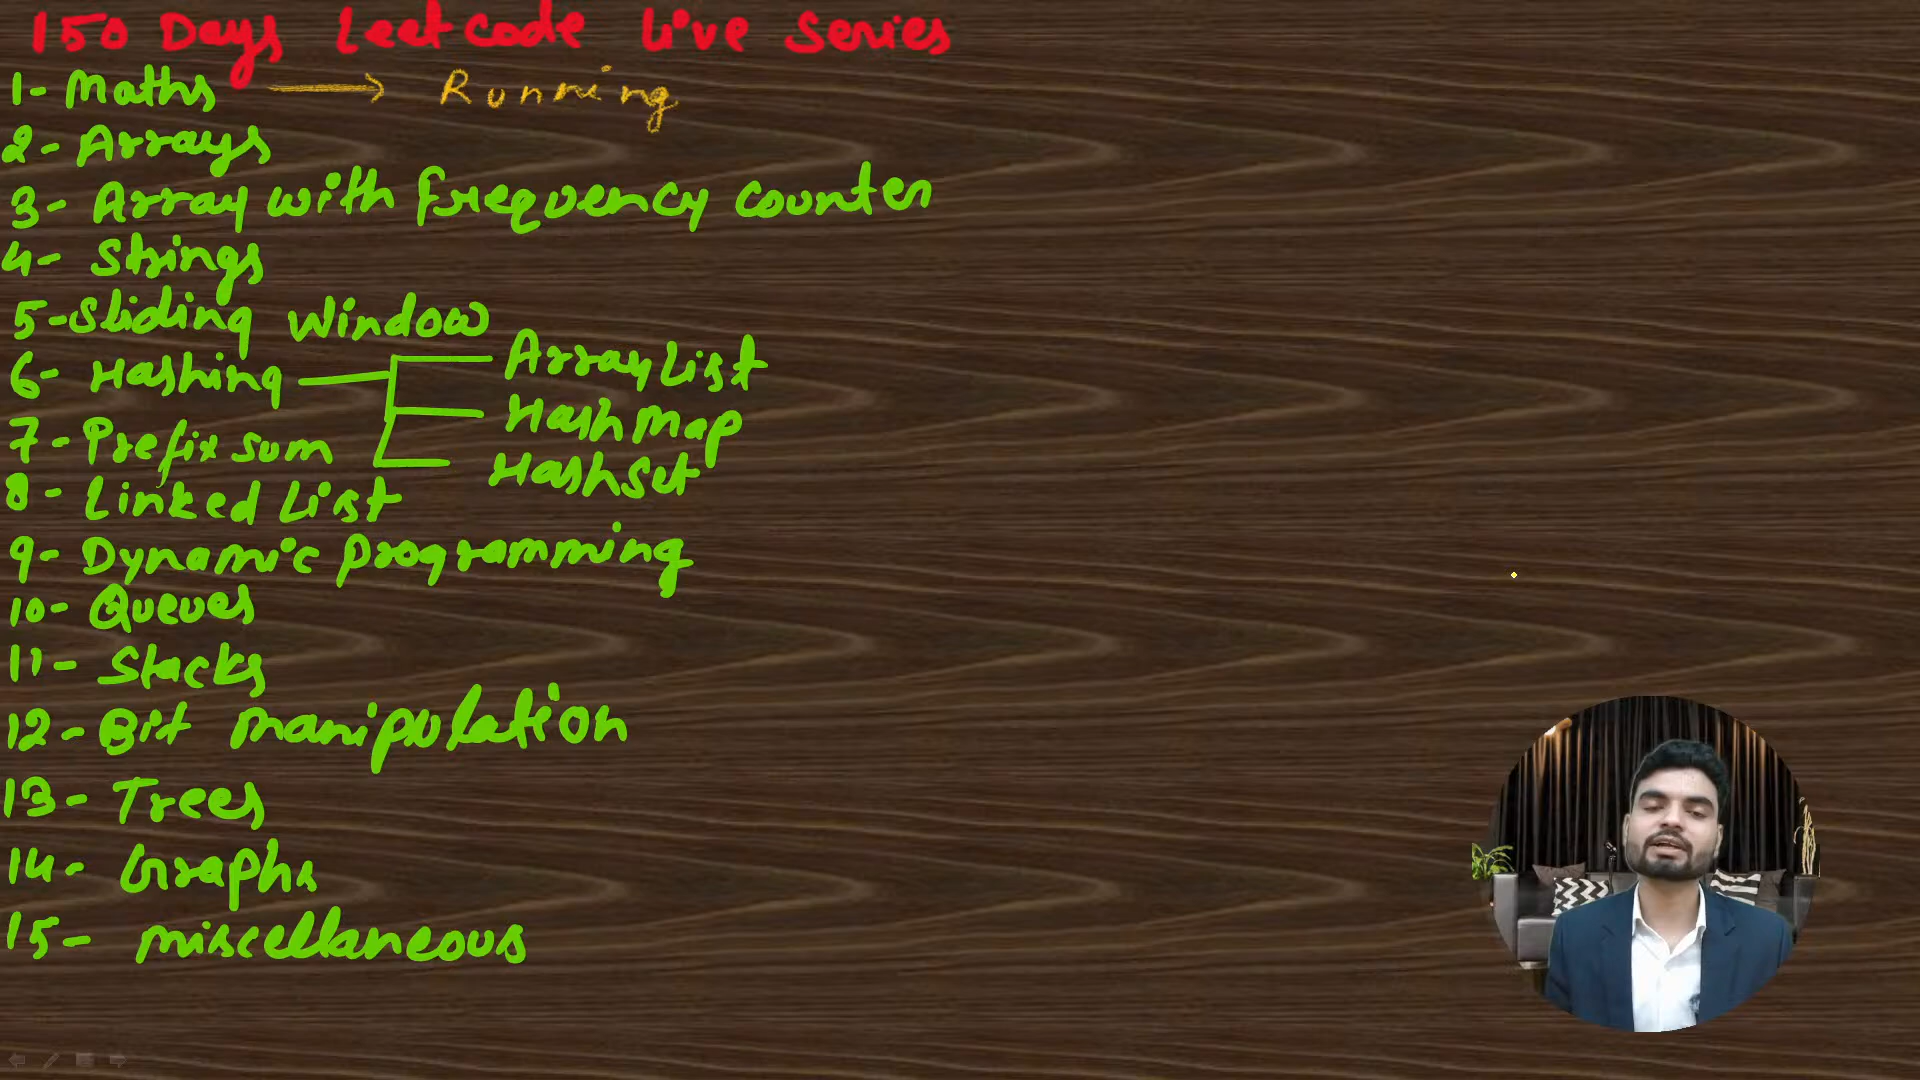 150 Days Leetcode Live Series
1- Maths → Running
2- Arrays
3- Array with frequency counter
4- Strings
5- Sliding Window
6- Hashing
ArrayList
HashMap
HashSet
7- Prefix sum
8- Linked List
9- Dynamic programming
10- Queues
11- Stacks
12- Bit manipulation
13- Trees
14- Graphs
15- miscellaneous